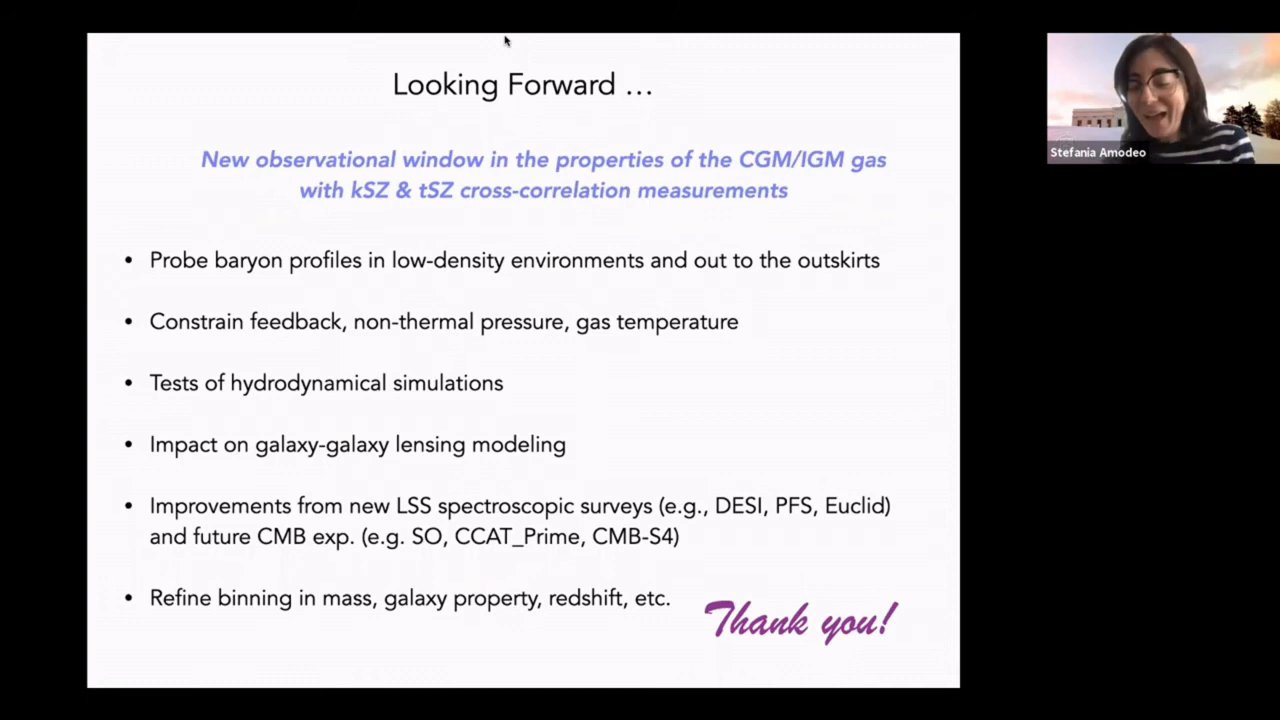 Looking Forward …
New observational window in the properties of the CGM/IGM gas
with kSZ & tSZ cross-correlation measurements
• Probe baryon profiles in low-density environments and out to the outskirts
• Constrain feedback, non-thermal pressure, gas temperature
• Tests of hydrodynamical simulations
• Impact on galaxy-galaxy lensing modeling
• Improvements from new LSS spectroscopic surveys (e.g., DESI, PFS, Euclid)
and future CMB exp. (e.g. SO, CCAT_Prime, CMB-S4)
• Refine binning in mass, galaxy property, redshift, etc.
Thank you!
Stefania Amodeo